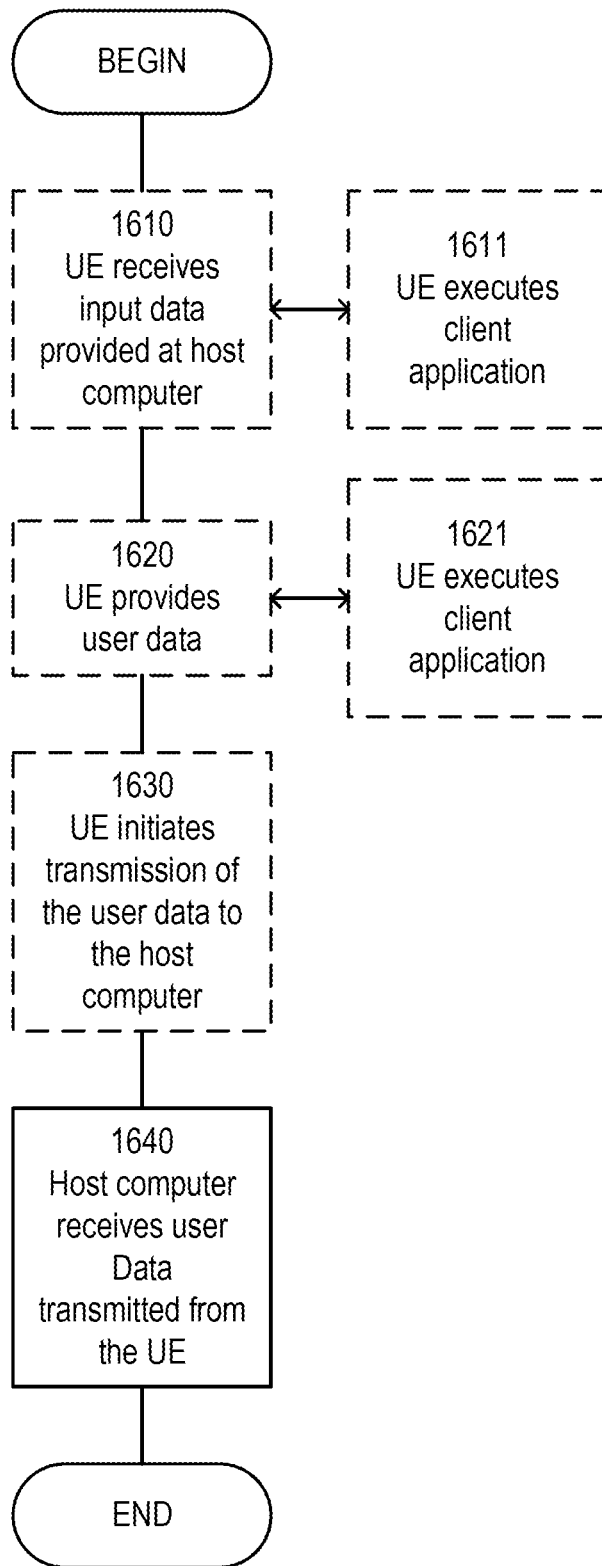 BEGIN
1610
UE receives
input data
provided at host
computer
1611
UE executes
client
application
1620
UE provides
user data
1621
UE executes
client
application
1630
UE initiates
transmission of
the user data to
the host
computer
1640
Host computer
receives user
Data
transmitted from
the UE
END